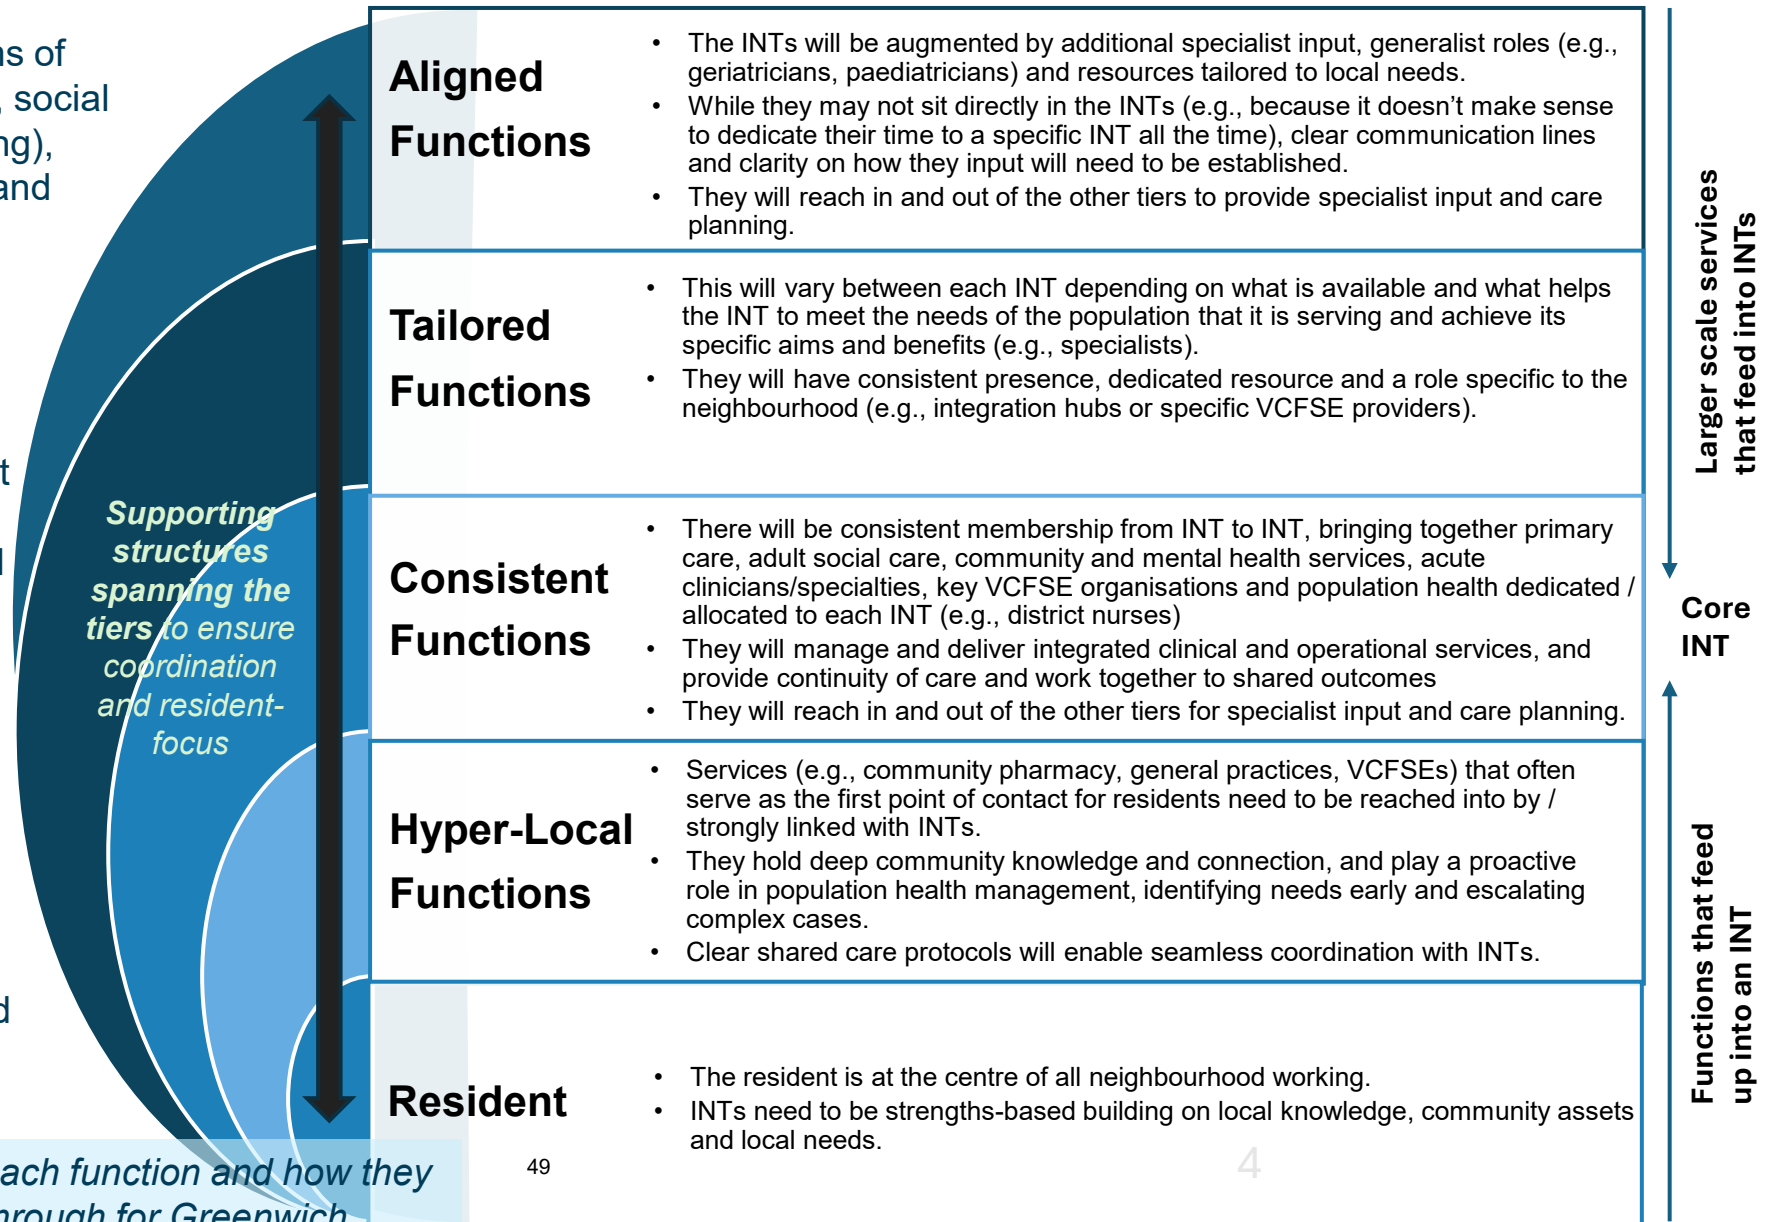 ns of
, social
ng),
and
t
l
d
Supporting
structures
spanning the
tiers to ensure
coordination
and resident-
focus
Aligned
Functions
• The INTs will be augmented by additional specialist input, generalist roles (e.g.,
geriatricians, paediatricians) and resources tailored to local needs.
• While they may not sit directly in the INTs (e.g., because it doesn’t make sense
to dedicate their time to a specific INT all the time), clear communication lines
and clarity on how they input will need to be established.
• They will reach in and out of the other tiers to provide specialist input and care
planning.
Tailored
Functions
• This will vary between each INT depending on what is available and what helps
the INT to meet the needs of the population that it is serving and achieve its
specific aims and benefits (e.g., specialists).
• They will have consistent presence, dedicated resource and a role specific to the
neighbourhood (e.g., integration hubs or specific VCFSE providers).
Consistent
Functions
• There will be consistent membership from INT to INT, bringing together primary
care, adult social care, community and mental health services, acute
clinicians/specialties, key VCFSE organisations and population health dedicated /
allocated to each INT (e.g., district nurses)
• They will manage and deliver integrated clinical and operational services, and
provide continuity of care and work together to shared outcomes
• They will reach in and out of the other tiers for specialist input and care planning.
Hyper-Local
Functions
• Services (e.g., community pharmacy, general practices, VCFSEs) that often
serve as the first point of contact for residents need to be reached into by /
strongly linked with INTs.
• They hold deep community knowledge and connection, and play a proactive
role in population health management, identifying needs early and escalating
complex cases.
• Clear shared care protocols will enable seamless coordination with INTs.
Resident
• The resident is at the centre of all neighbourhood working.
• INTs need to be strengths-based building on local knowledge, community assets
and local needs.
Larger scale services
that feed into INTs
Core
INT
Functions that feed
up into an INT
ach function and how they
hrough for Greenwich
49
4